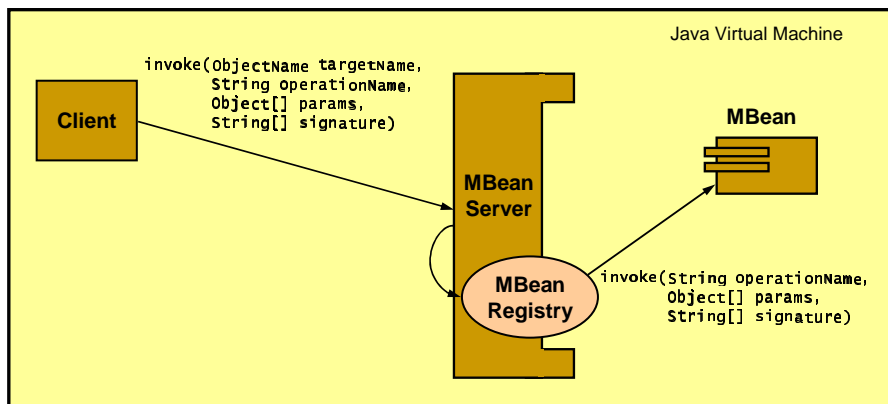 Java Virtual Machine
invoke(ObjectName targetName,
String operationName,
Object[] params,
String[] signature)
Client
MBean
MBean
Server
MBean
Registry
invoke(String operationName,
Object[] params,
String[] signature)